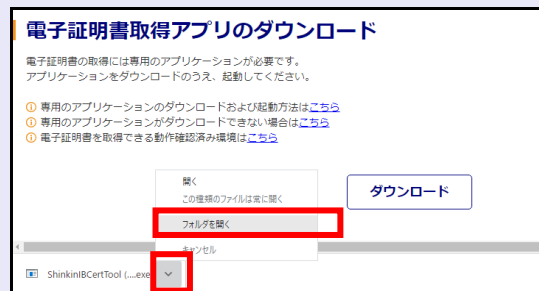 電子証明書取得アプリのダウンロード
電子証明書の取得には専用のアプリケーションが必要です。
アプリケーションをダウンロードのうえ、起動してください。
専用のアプリケーションのダウンロードおよび起動方法はこちら
専用のアプリケーションがダウンロードできない場合はこちら
電子証明書を取得できる動作確認済み環境はこちら
開く
この種類のファイルは常に開く
ダウンロード
フォルダを開く
キャンセル
ShinkinIBCertTool (....exe